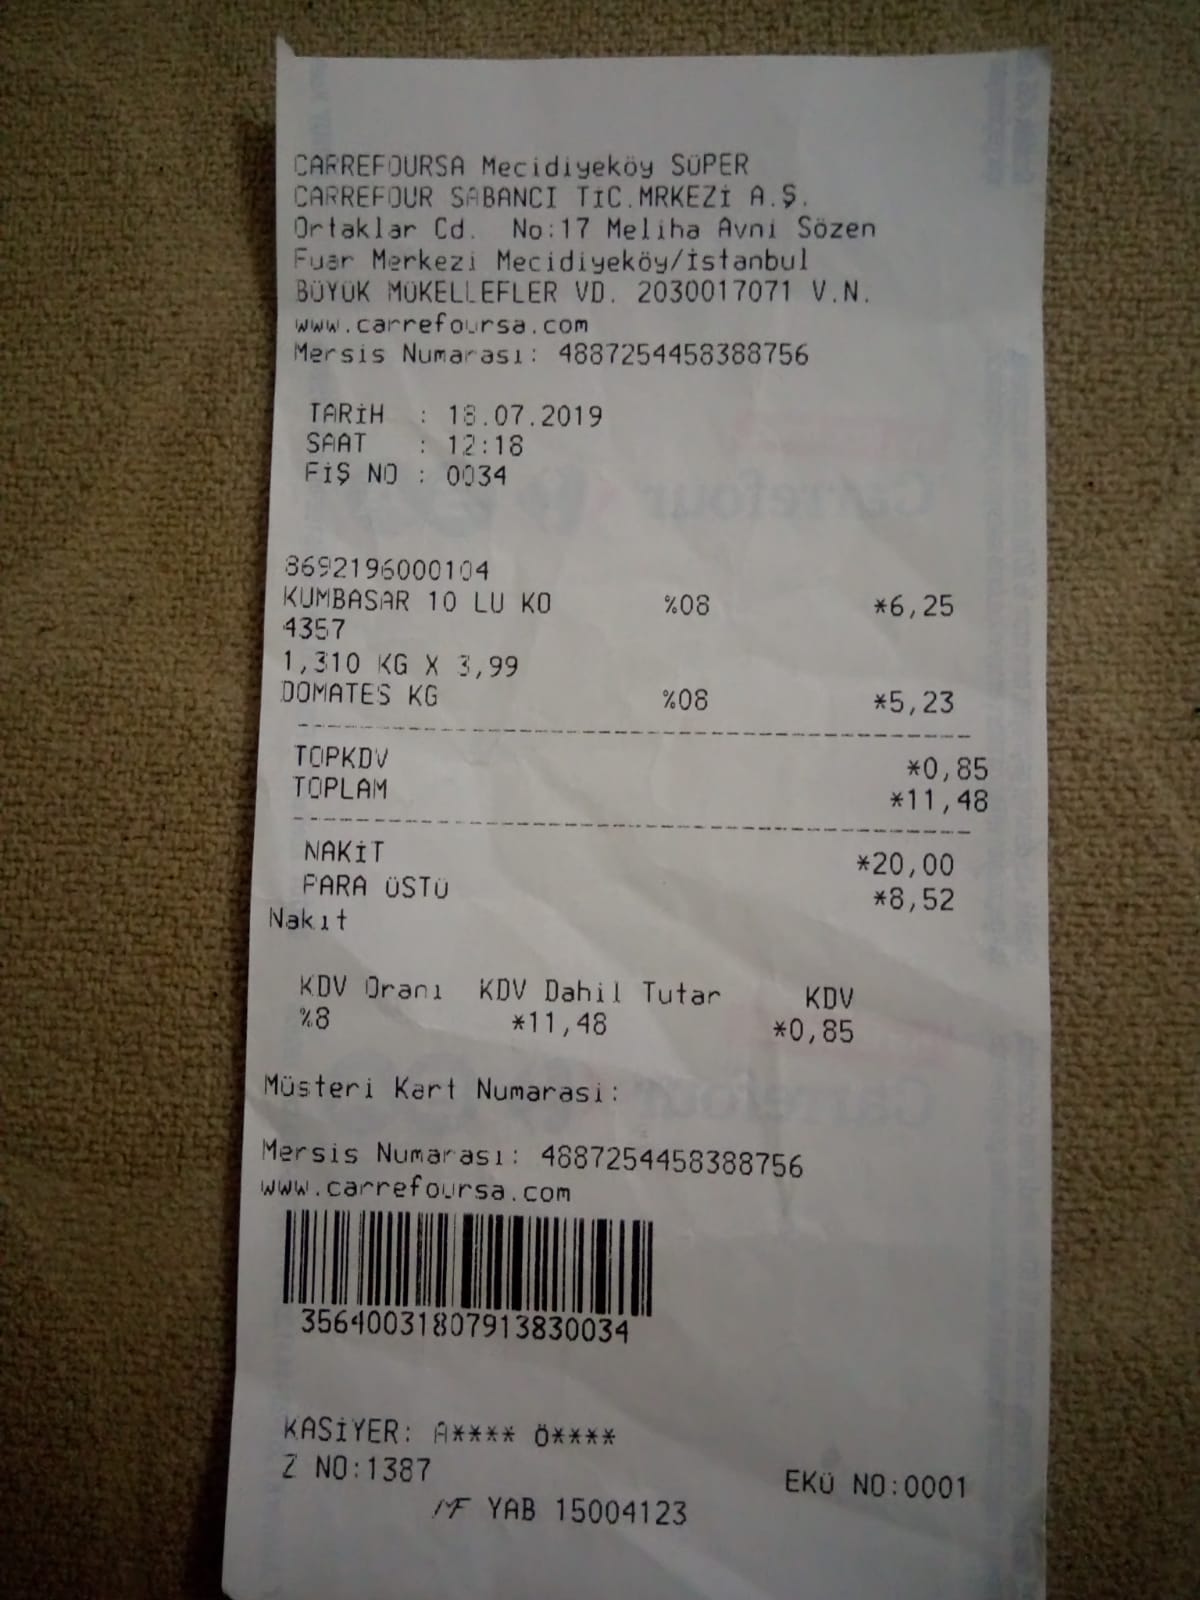 CARREFOURSA Mecidiyeköy SÜPER
CARREFOUR SABANCI TİC.MRKEZİ A.Ş.
Ortaklar Cd.  No:17 Meliha Avni Sözen
Fuar Merkezi Mecidiyeköy/İstanbul
BÜYÜK MÜKELLEFLER VD. 2030017071 V.N.
www.carrefoursa.com
Mersis Numarası: 4887254458388756
TARİH : 18.07.2019
SAAT : 12:18
FİŞ NO : 0034
8692196000104
KUMBASAR 10 LU KO %08 *6,25
4357
1,310 KG X 3,99
DOMATES KG %08 *5,23
TOPKDV *0,85
TOPLAM *11,48
NAKİT *20,00
PARA ÜSTÜ *8,52
Nakıt
KDV Oranı KDV Dahil Tutar KDV
%8 *11,48 *0,85
Müsteri Kart Numarasi:
Mersis Numarası: 4887254458388756
www.carrefoursa.com
35640031807913830034
KASİYER: A**** Ö****
Z NO:1387 EKÜ NO:0001
MF YAB 15004123